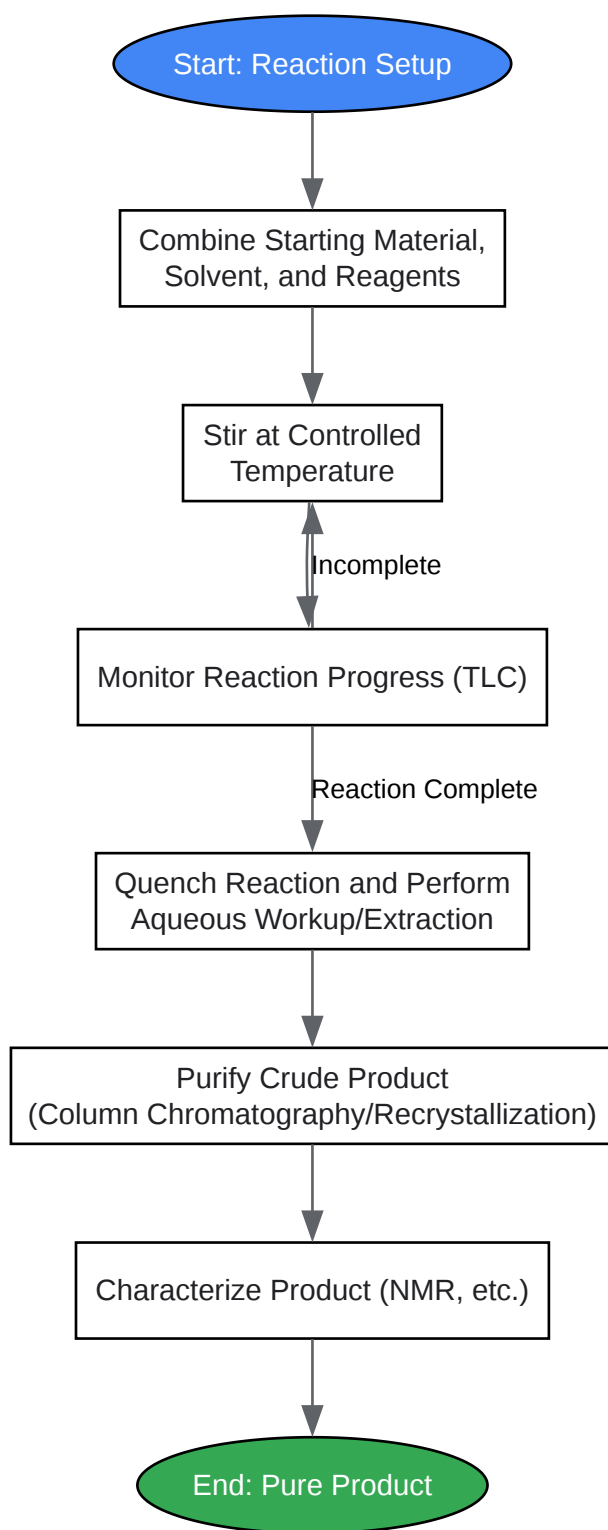 Start: Reaction Setup
Combine Starting Material,
Solvent, and Reagents
Stir at Controlled
Temperature
Incomplete
Monitor Reaction Progress (TLC)
Reaction Complete
Quench Reaction and Perform
Aqueous Workup/Extraction
Purify Crude Product
(Column Chromatography/Recrystallization)
Characterize Product (NMR, etc.)
End: Pure Product